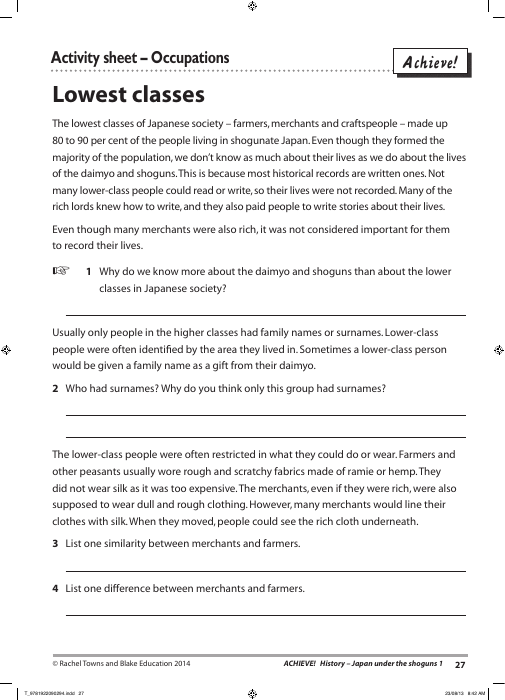 Activity sheet – Occupations
Achieve!
Lowest classes
The lowest classes of Japanese society – farmers, merchants and craftspeople – made up
80 to 90 per cent of the people living in shogunate Japan. Even though they formed the
majority of the population, we don't know as much about their lives as we do about the lives
of the daimyo and shoguns. This is because most historical records are written ones. Not
many lower-class people could read or write, so their lives were not recorded. Many of the
rich lords knew how to write, and they also paid people to write stories about their lives.
Even though many merchants were also rich, it was not considered important for them
to record their lives.
1 Why do we know more about the daimyo and shoguns than about the lower
classes in Japanese society?
Usually only people in the higher classes had family names or surnames. Lower-class
people were often identified by the area they lived in. Sometimes a lower-class person
would be given a family name as a gift from their daimyo.
2 Who had surnames? Why do you think only this group had surnames?
The lower-class people were often restricted in what they could do or wear. Farmers and
other peasants usually wore rough and scratchy fabrics made of ramie or hemp. They
did not wear silk as it was too expensive. The merchants, even if they were rich, were also
supposed to wear dull and rough clothing. However, many merchants would line their
clothes with silk. When they moved, people could see the rich cloth underneath.
3 List one similarity between merchants and farmers.
4 List one difference between merchants and farmers.
© Rachel Towns and Blake Education 2014
ACHIEVE! History – Japan under the shoguns 1 27
T_9781922090294.indd 27
23/08/13 8:42 AM